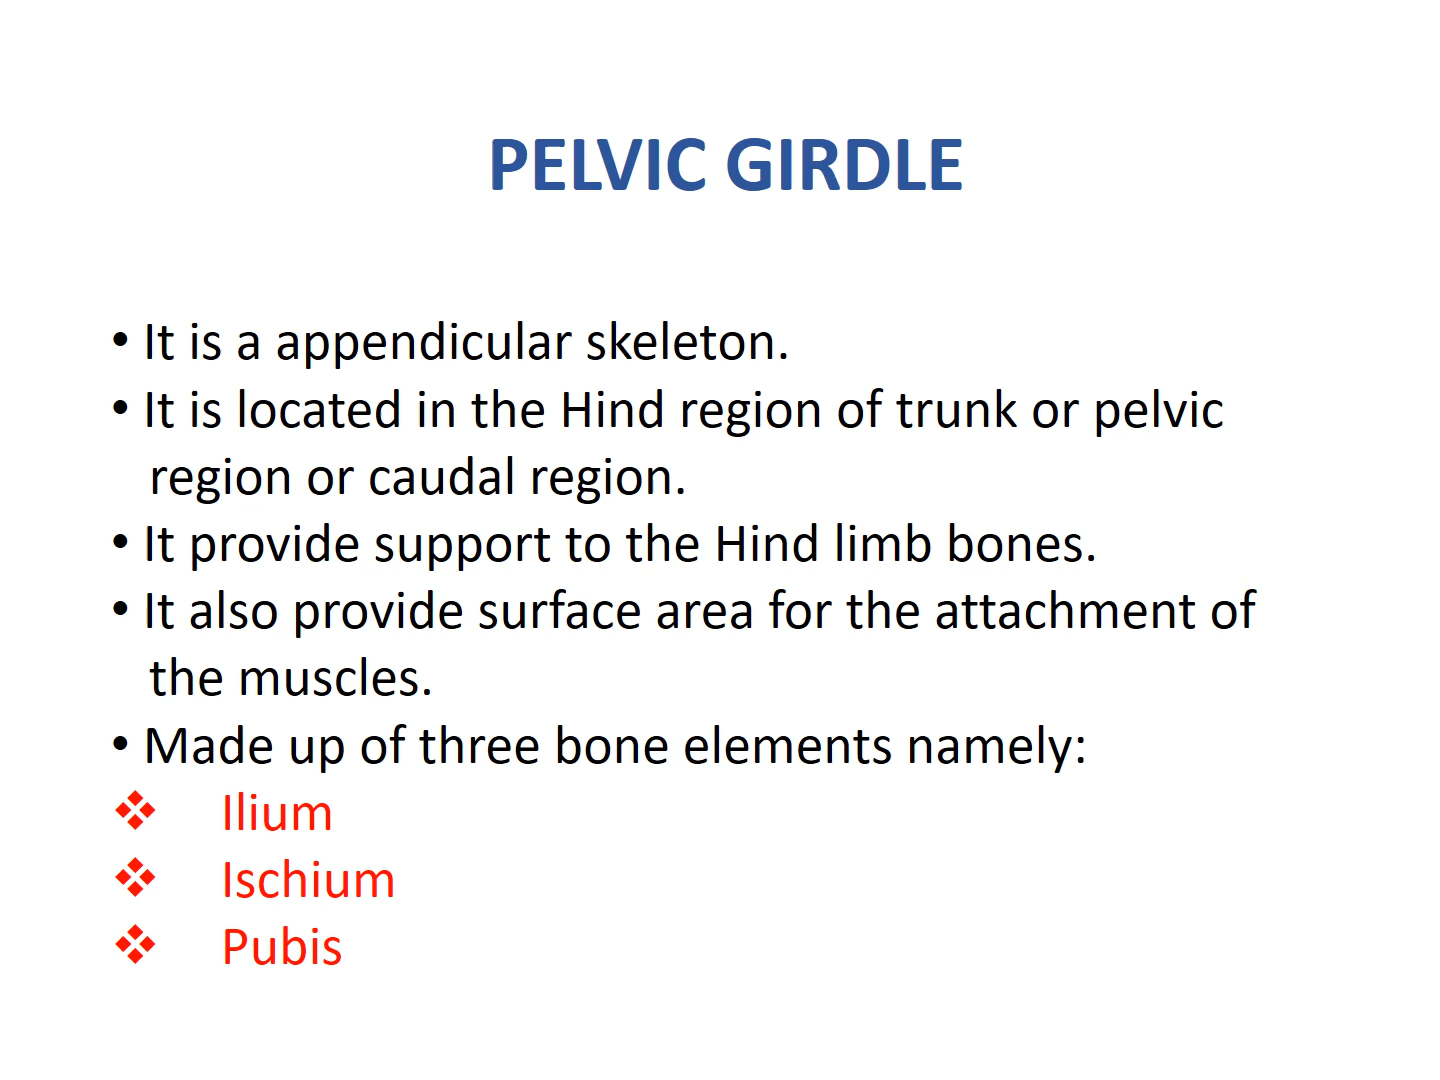 PELVIC GIRDLE
• It is a appendicular skeleton.
• It is located in the Hind region of trunk or pelvic
region or caudal region.
• It provide support to the Hind limb bones.
• It also provide surface area for the attachment of
the muscles.
• Made up of three bone elements namely:
❖ Ilium
❖ Ischium
❖ Pubis